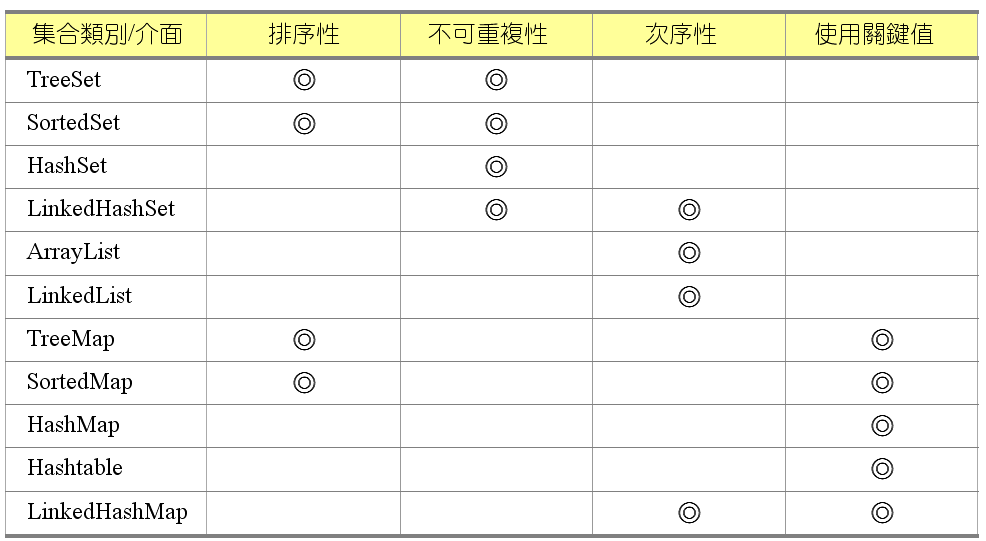 集合類別/介面 排序性 不可重複性 次序性 使用關鍵值
TreeSet ◎ ◎
SortedSet ◎ ◎
HashSet ◎
LinkedHashSet ◎ ◎
ArrayList ◎
LinkedList ◎
TreeMap ◎ ◎
SortedMap ◎ ◎
HashMap ◎
Hashtable ◎
LinkedHashMap ◎ ◎